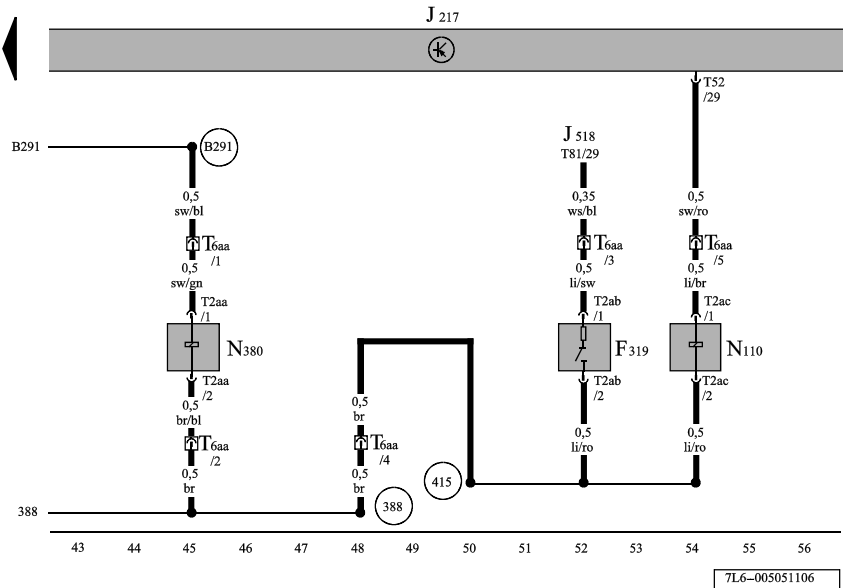 J 217
T52
/29
B291
B291
J 518
T81/29
0,5
sw/bl
0,35
ws/bl
0,5
sw/ro
T6aa
/1
T6aa
/3
T6aa
/5
0,5
sw/gn
0,5
li/sw
0,5
li/br
T2aa
/1
T2ab
/1
T2ac
/1
N380
F319
N110
T2aa
/2
T2ab
/2
T2ac
/2
0,5
br/bl
0,5
br
0,5
li/ro
0,5
li/ro
T6aa
/2
T6aa
/4
0,5
br
0,5
br
415
388
388
43 44 45 46 47 48 49 50 51 52 53 54 55 56
7L6-005051106